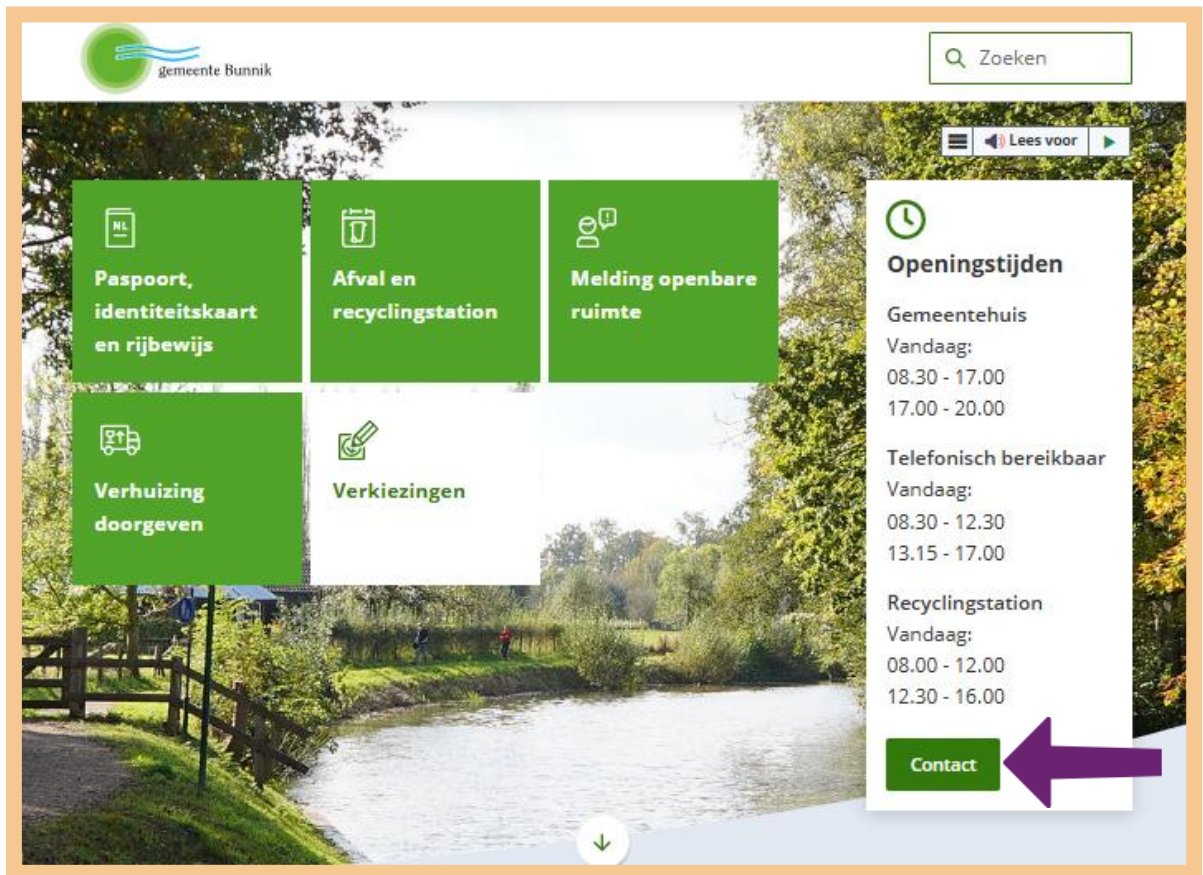 gemeente Bunnik
Zoeken
Lees voor
NL
Paspoort,
identiteitskaart
en rijbewijs
Afval en
recyclingstation
Melding openbare
ruimte
Verhuizing
doorgeven
Verkiezingen
Openingstijden
Gemeentehuis
Vandaag:
08.30 - 17.00
17.00 - 20.00
Telefonisch bereikbaar
Vandaag:
08.30 - 12.30
13.15 - 17.00
Recyclingstation
Vandaag:
08.00 - 12.00
12.30 - 16.00
Contact